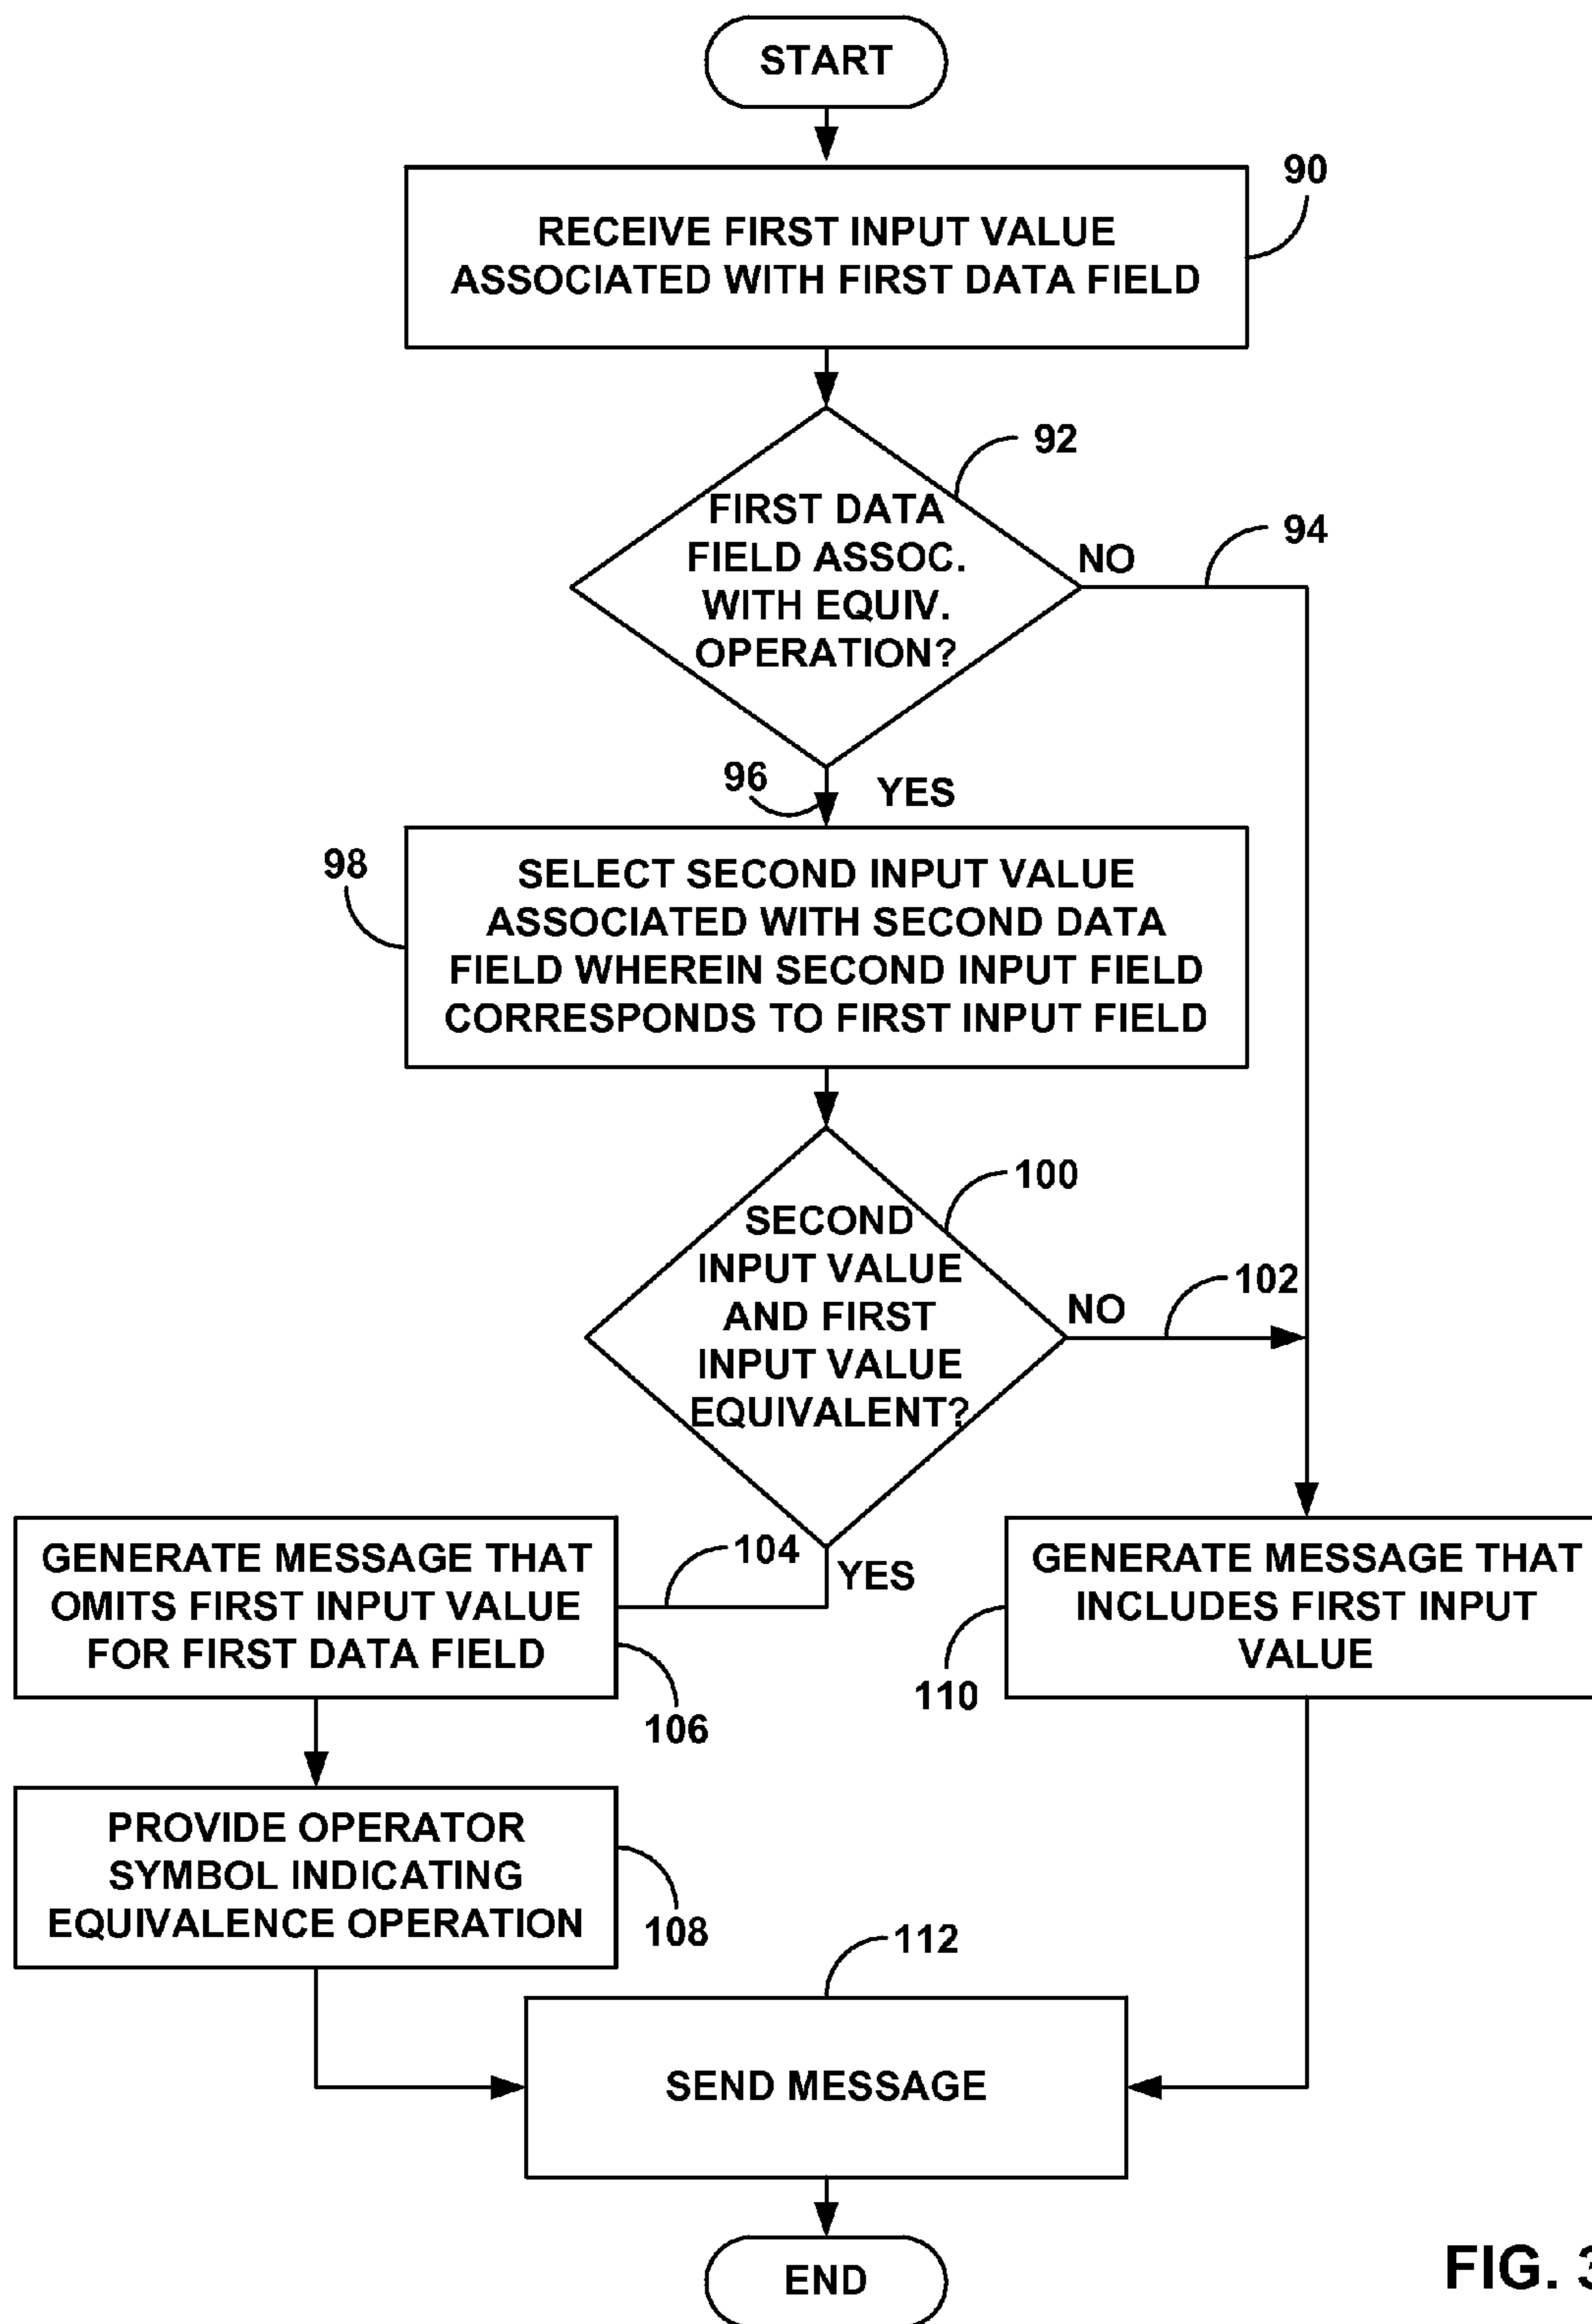 START
90
RECEIVE FIRST INPUT VALUE
ASSOCIATED WITH FIRST DATA FIELD
92
FIRST DATA
FIELD ASSOC.
WITH EQUIV.
OPERATION?
NO
94
96
YES
98
SELECT SECOND INPUT VALUE
ASSOCIATED WITH SECOND DATA
FIELD WHEREIN SECOND INPUT FIELD
CORRESPONDS TO FIRST INPUT FIELD
100
SECOND
INPUT VALUE
AND FIRST
INPUT VALUE
EQUIVALENT?
NO
102
104
YES
GENERATE MESSAGE THAT
OMITS FIRST INPUT VALUE
FOR FIRST DATA FIELD
106
GENERATE MESSAGE THAT
INCLUDES FIRST INPUT
VALUE
110
PROVIDE OPERATOR
SYMBOL INDICATING
EQUIVALENCE OPERATION
108
112
SEND MESSAGE
END
FIG. 3